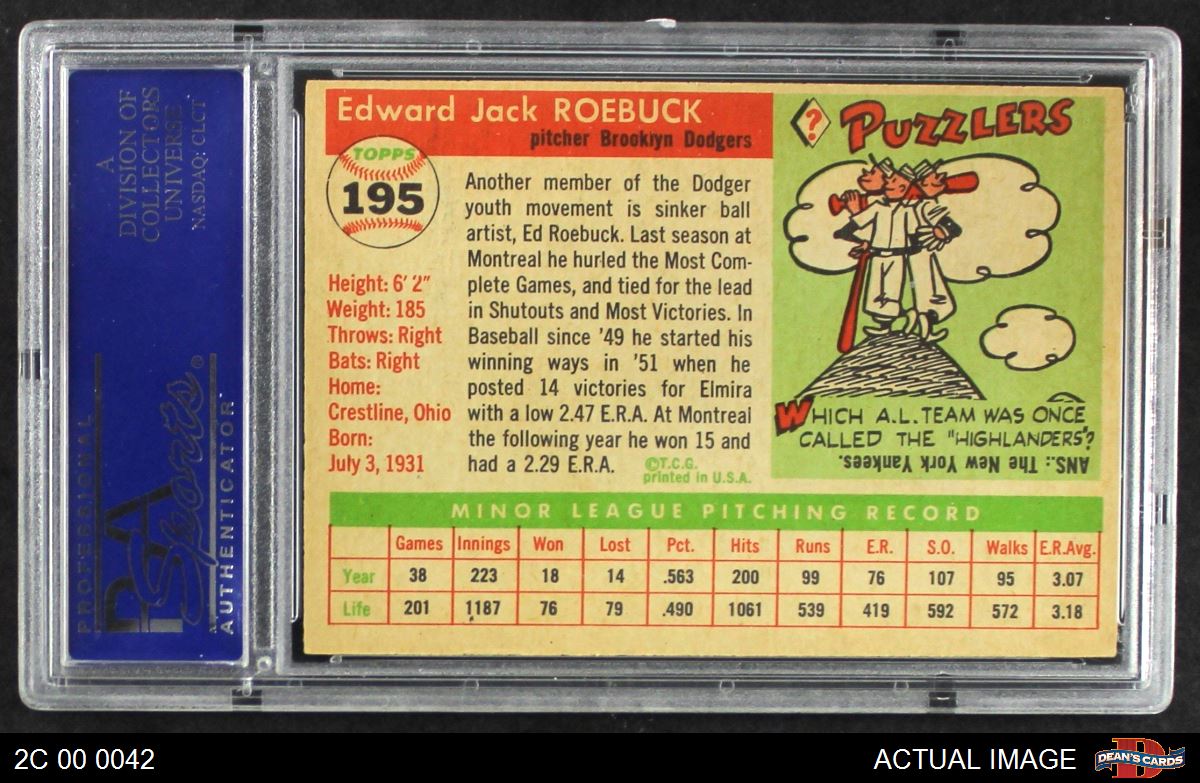 A
DIVISION OF
COLLECTORS
UNIVERSE
NASDAQ: CLCT
PROFESSIONAL
PSA
Sports®
AUTHENTICATOR
Edward Jack ROEBUCK
pitcher Brooklyn Dodgers
TOPPS
195
Height: 6' 2"
Weight: 185
Throws: Right
Bats: Right
Home:
Crestline, Ohio
Born:
July 3, 1931
Another member of the Dodger
youth movement is sinker ball
artist, Ed Roebuck. Last season at
Montreal he hurled the Most Com-
plete Games, and tied for the lead
in Shutouts and Most Victories. In
Baseball since '49 he started his
winning ways in '51 when he
posted 14 victories for Elmira
with a low 2.47 E.R.A. At Montreal
the following year he won 15 and
had a 2.29 E.R.A.
©T.C.G.
printed in U.S.A.
? PUZZLERS
WHICH A.L. TEAM WAS ONCE
CALLED THE "HIGHLANDERS"?
ANS.: The New York Yankees.
MINOR LEAGUE PITCHING RECORD
Games Innings Won Lost Pct. Hits Runs E.R. S.O. Walks E.R.Avg.
Year 38 223 18 14 .563 200 99 76 107 95 3.07
Life 201 1187 76 79 .490 1061 539 419 592 572 3.18
2C 00 0042
ACTUAL IMAGE
D
DEAN'S CARDS